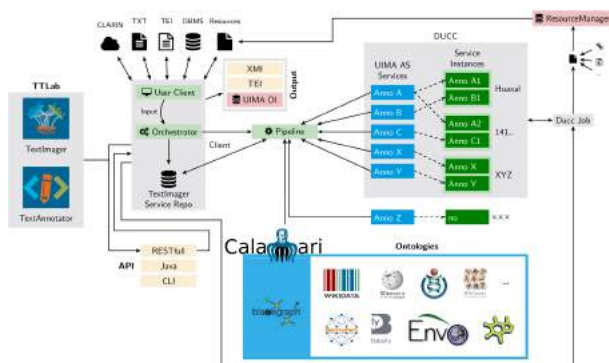 CLARIN
TXT
TEI
DBMS
Resources
ResourceManager
DUCC
UIMA AS Services
Service Instances
XMI
TEI
UIMA DI
Output
TTLab
TextImager
TextAnnotator
User Client
Input
Orchestrator
Client
Pipeline
TextImager
Service Repo
Anno A
Anno B
Anno C
Anno X
Anno Y
Anno A1
Anno B1
Anno A2
Anno C1
Anno X
Anno Y
Huaxal
141..
XYZ
Ducc Job
Anno Z
no
x.x.x
API
RESTfull
Java
CLI
Calamari
Ontologies
blazegraph
WIKIDATA
...
Envo